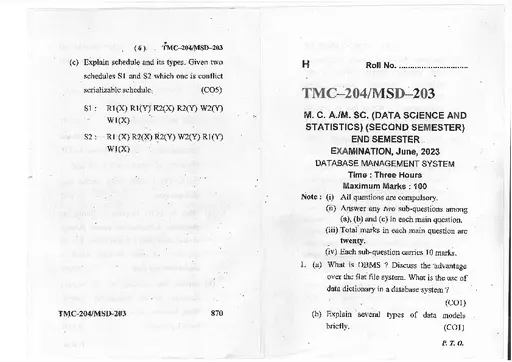 (6) TMC–204/MSD–203
(c) Explain schedule and its types. Given two
schedules S1 and S2 which one is conflict
serializable schedule. (CO5)
S1 : R1(X) R1(Y) R2(X) R2(Y) W2(Y)
W1(X)
S2 : R1 (X) R2(X) R2(Y) W2(Y) R1(Y)
W1(X)
TMC–204/MSD–203 870
H Roll No. ..............................
TMC–204/MSD–203
M. C. A./M. SC. (DATA SCIENCE AND
STATISTICS) (SECOND SEMESTER)
END SEMESTER
EXAMINATION, June, 2023
DATABASE MANAGEMENT SYSTEM
Time : Three Hours
Maximum Marks : 100
Note : (i) All questions are compulsory.
(ii) Answer any two sub-questions among
(a), (b) and (c) in each main question.
(iii) Total marks in each main question are
twenty.
(iv) Each sub-question carries 10 marks.
1. (a) What is DBMS ? Discuss the advantage
over the flat file system. What is the use of
data dictionary in a database system ?
(CO1)
(b) Explain several types of data models
briefly. (CO1)
P. T. O.